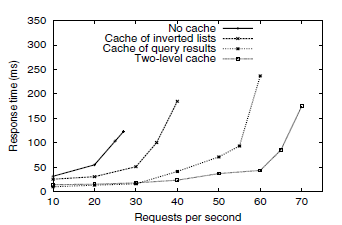 350
300
250
200
150
100
50
0
Response time (ms)
No cache
Cache of inverted lists
Cache of query results
Two-level cache
10 20 30 40 50 60 70
Requests per second